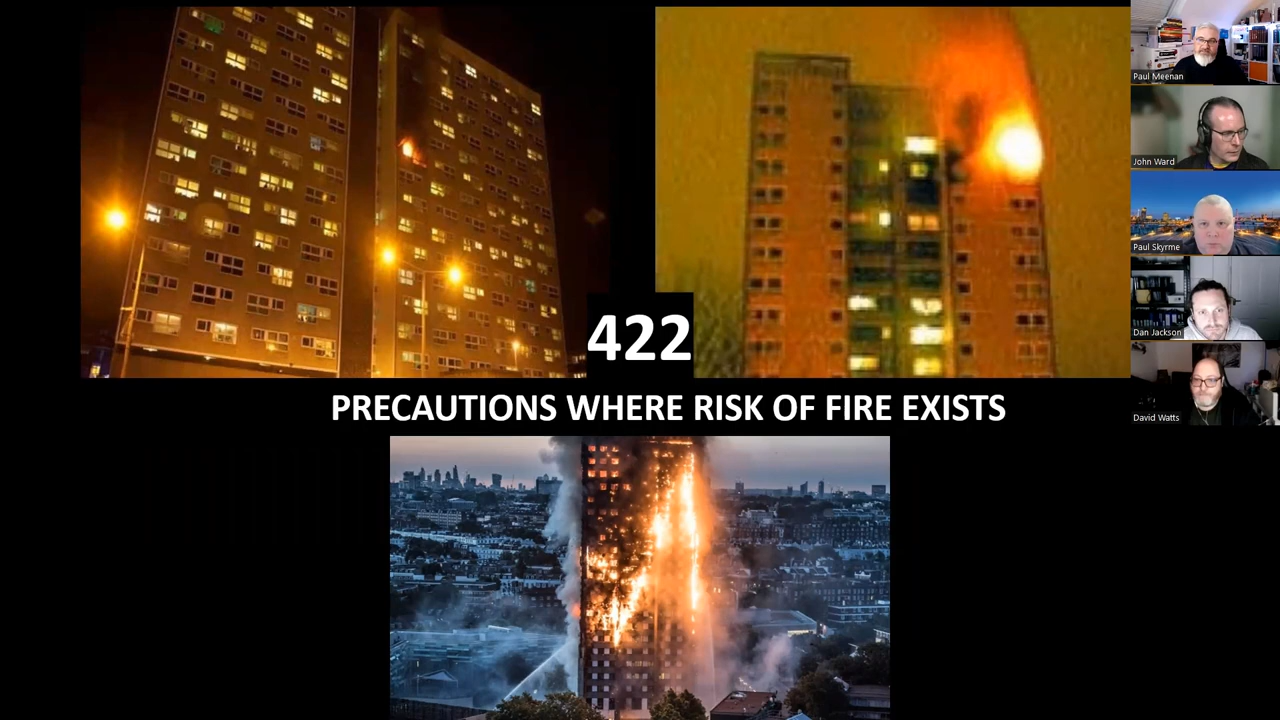 422
PRECAUTIONS WHERE RISK OF FIRE EXISTS
Paul Meenan
John Ward
Paul Skyrme
Dan Jackson
David Watts